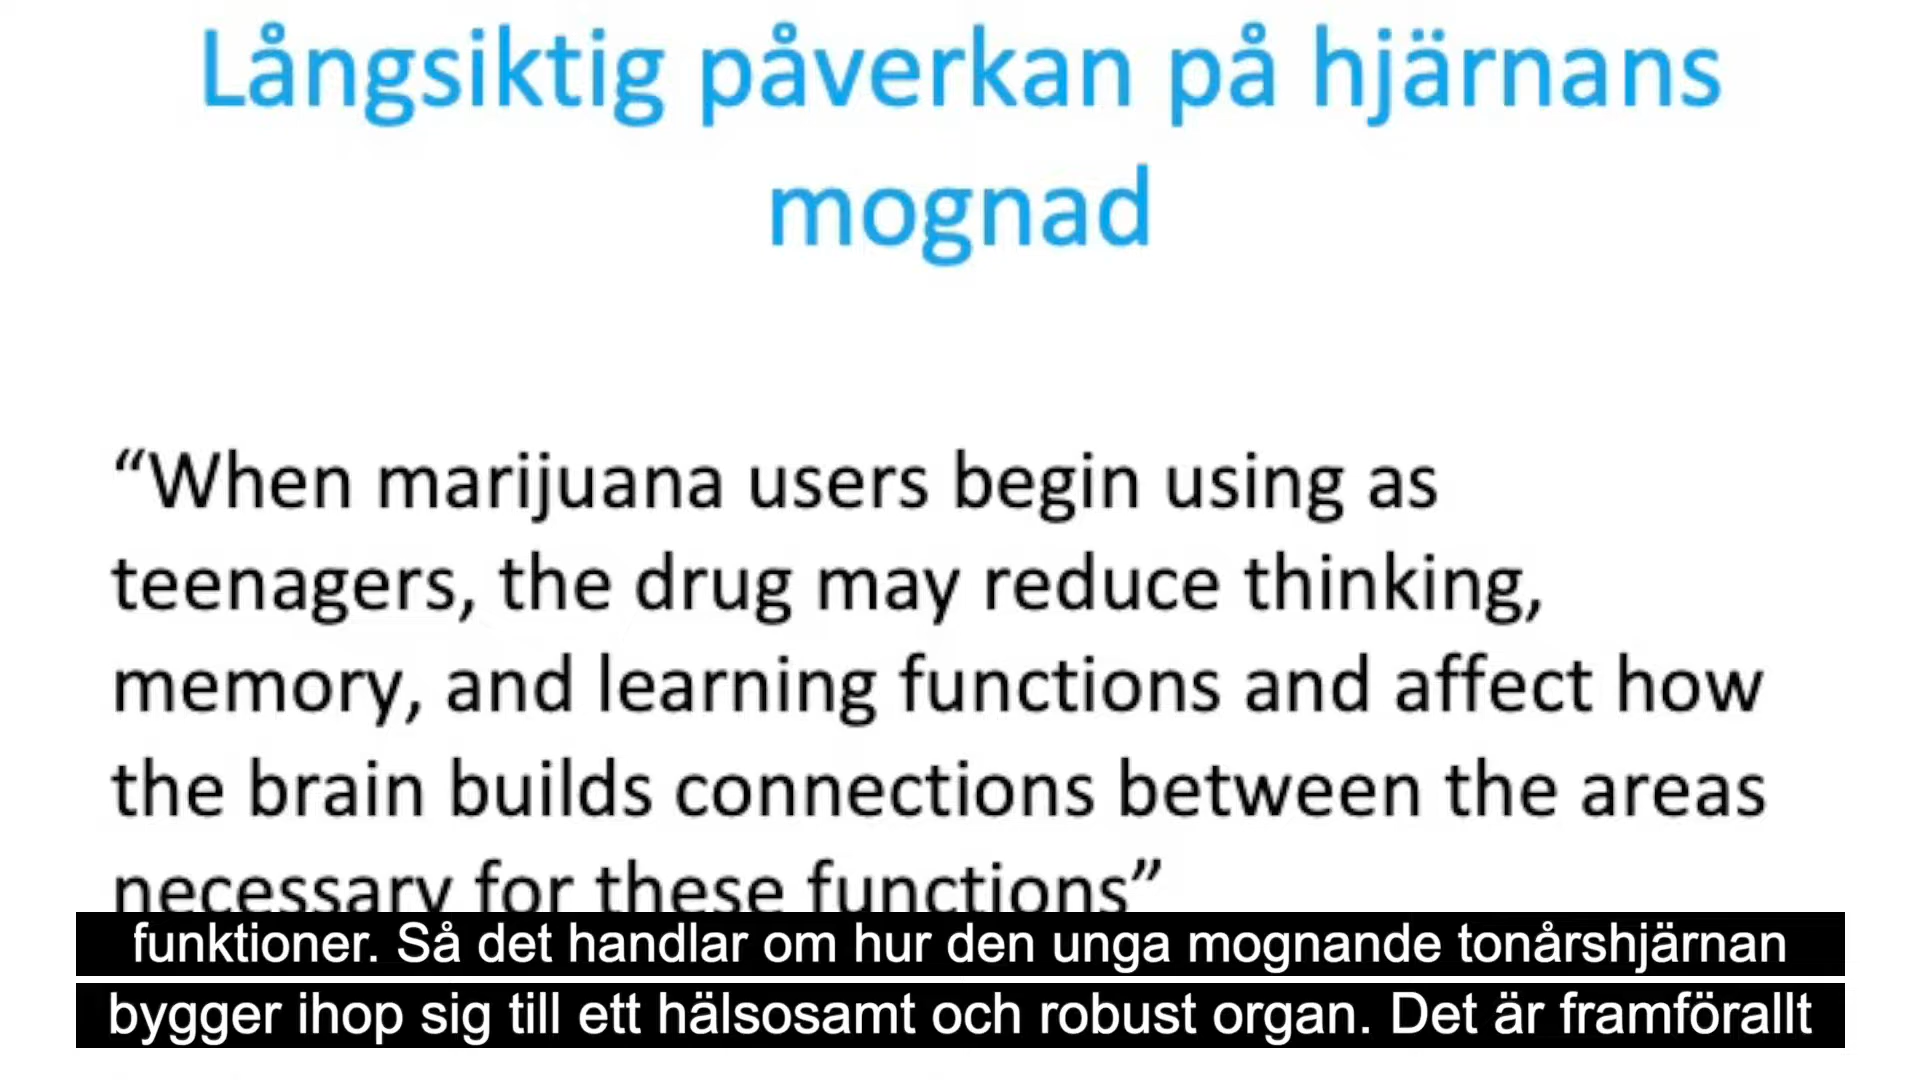 Långsiktig påverkan på hjärnans
mognad
“When marijuana users begin using as
teenagers, the drug may reduce thinking,
memory, and learning functions and affect how
the brain builds connections between the areas
necessary for these functions”
funktioner. Så det handlar om hur den unga mognande tonårshjärnan
bygger ihop sig till ett hälsosamt och robust organ. Det är framförallt